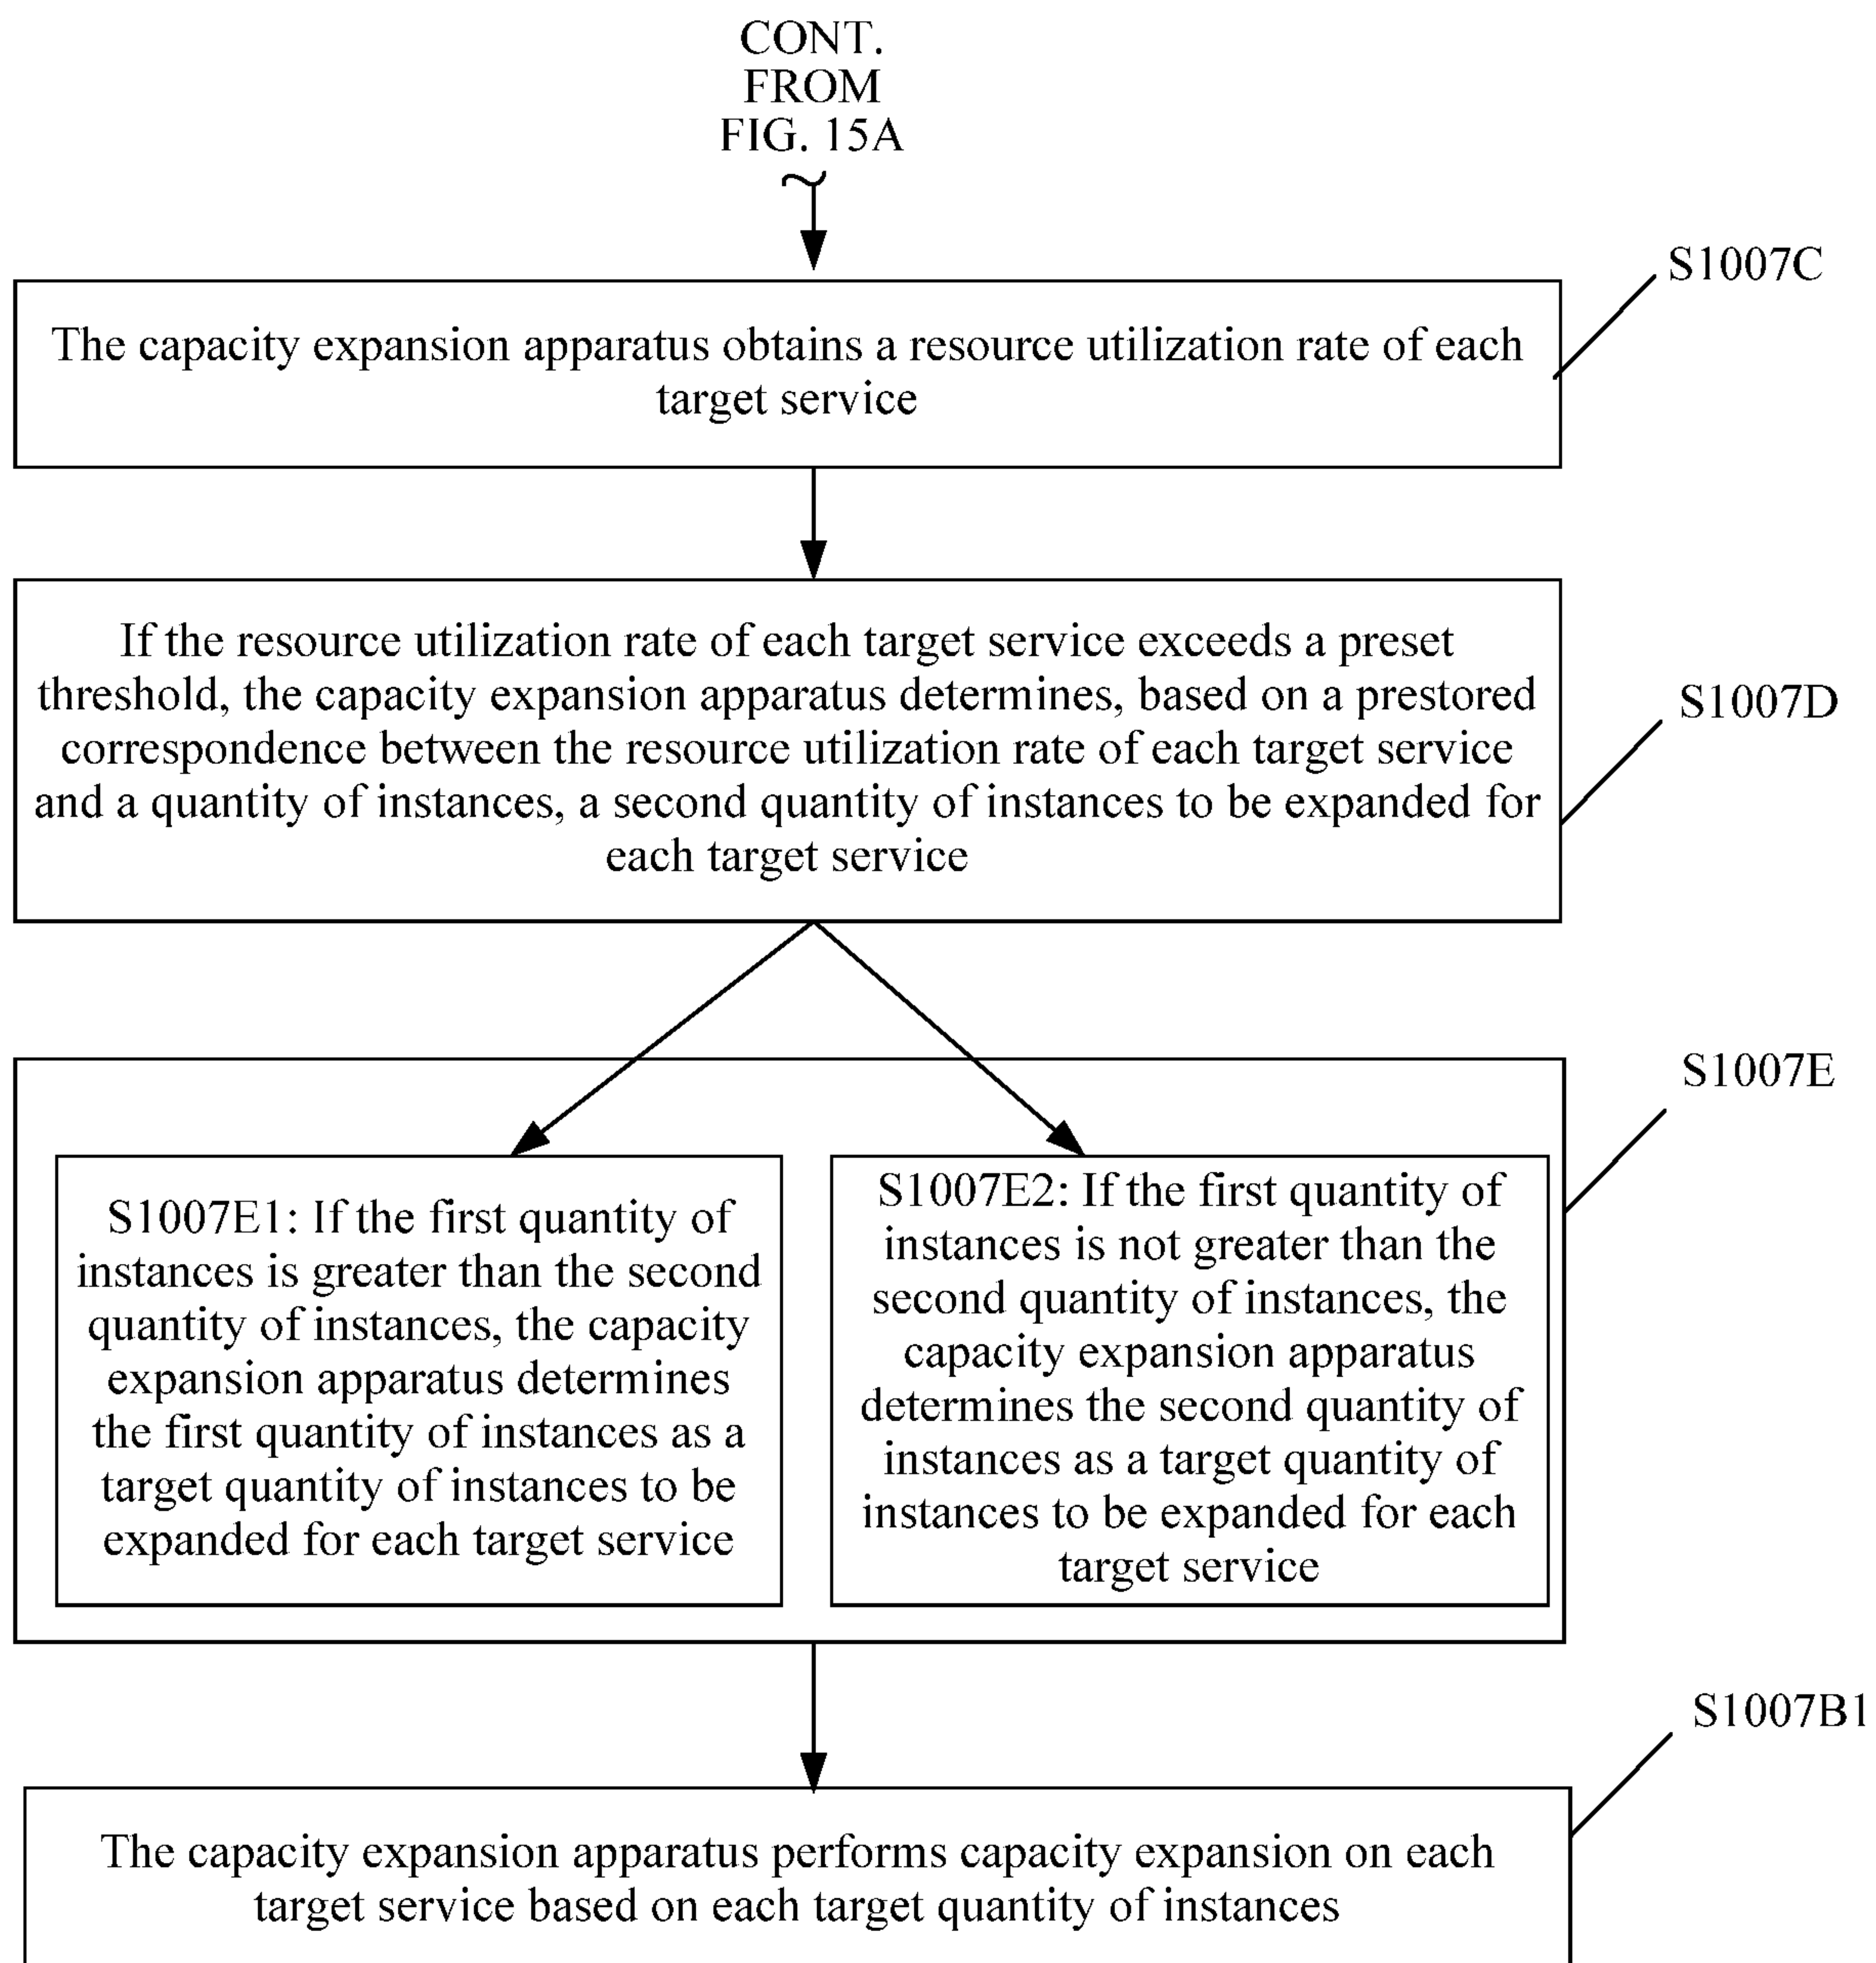 CONT.
FROM
FIG. 15A
S1007C
The capacity expansion apparatus obtains a resource utilization rate of each
target service
If the resource utilization rate of each target service exceeds a preset
threshold, the capacity expansion apparatus determines, based on a prestored
correspondence between the resource utilization rate of each target service
and a quantity of instances, a second quantity of instances to be expanded for
each target service
S1007D
S1007E
S1007E1: If the first quantity of
instances is greater than the second
quantity of instances, the capacity
expansion apparatus determines
the first quantity of instances as a
target quantity of instances to be
expanded for each target service
S1007E2: If the first quantity of
instances is not greater than the
second quantity of instances, the
capacity expansion apparatus
determines the second quantity of
instances as a target quantity of
instances to be expanded for each
target service
S1007B1
The capacity expansion apparatus performs capacity expansion on each
target service based on each target quantity of instances